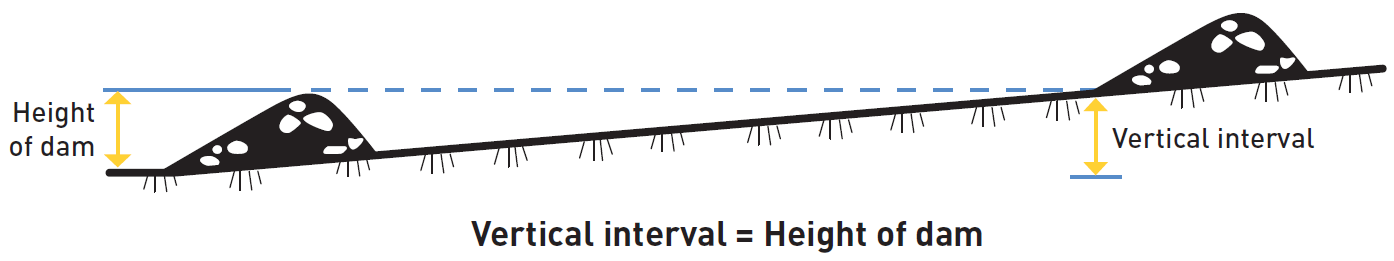 Height
of dam
Vertical interval
Vertical interval = Height of dam